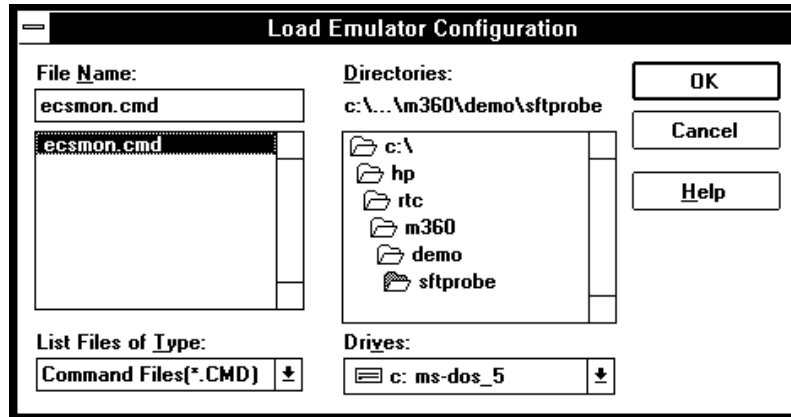 Load Emulator Configuration
File Name:
ecsmon.cmd
ecsmon.cmd
List Files of Type:
Command Files(*.CMD)
Directories:
c:\...\m360\demo\sftprobe
c:\
hp
rtc
m360
demo
sftprobe
Drives:
c: ms-dos_5
OK
Cancel
Help